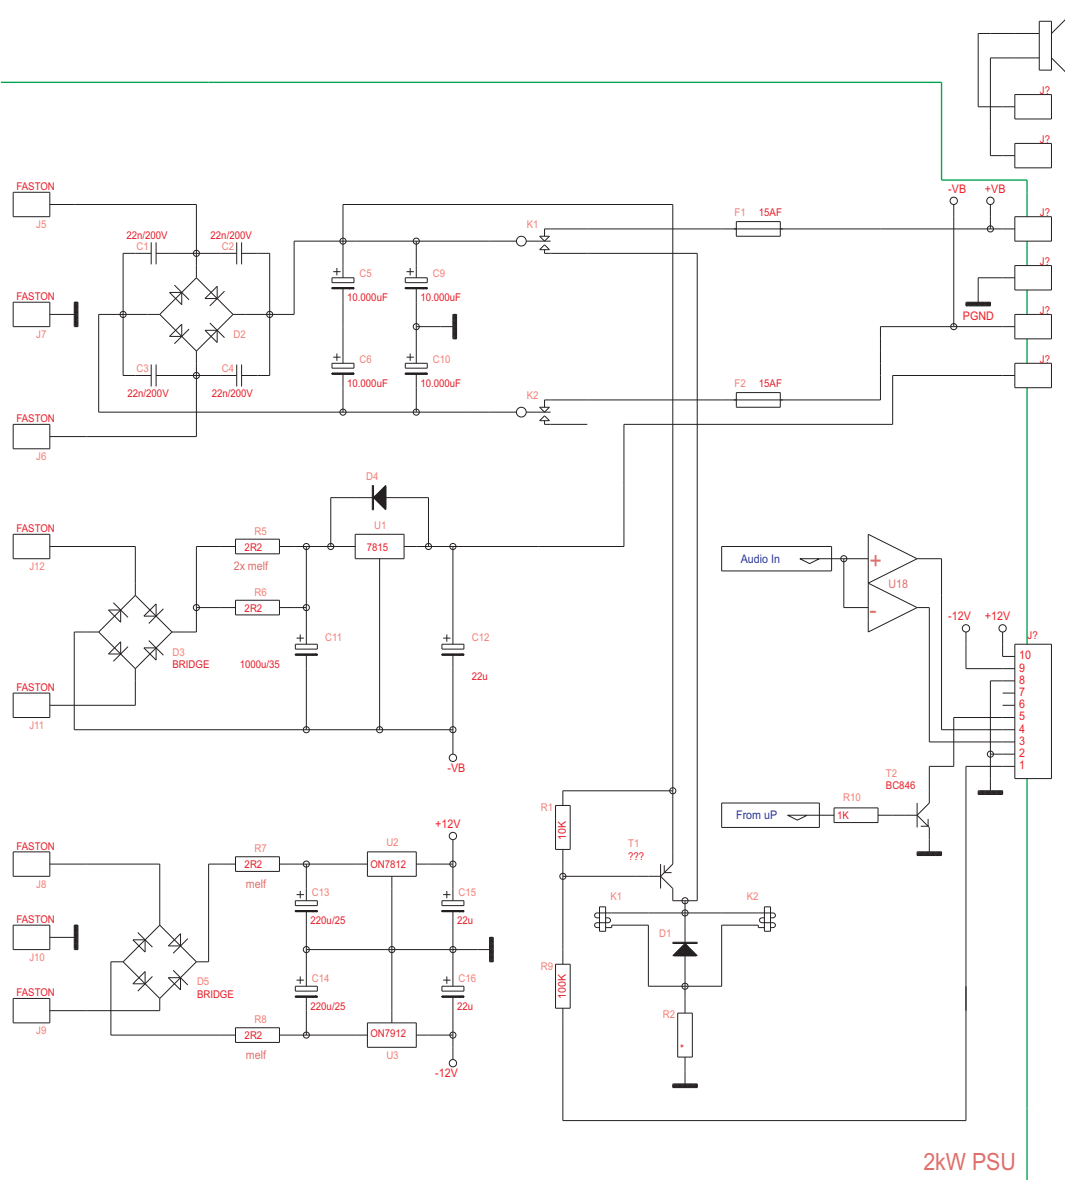 J?
J?
FASTON
J5
-VB
+VB
22n/200V
C1
22n/200V
C2
K1
F1
15AF
J?
C5
10.000uF
C9
10.000uF
J?
FASTON
J7
D2
PGND
J?
C3
22n/200V
C4
22n/200V
C6
10.000uF
C10
10.000uF
J?
K2
F2
15AF
FASTON
J6
D4
FASTON
J12
R5
2R2
2x melf
U1
7815
Audio In
+
U18
-
R6
2R2
-12V
+12V
J?
D3
BRIDGE
+
C11
1000u/35
+
C12
22u
10
9
8
7
6
5
4
3
2
1
FASTON
J11
-VB
T2
BC846
From uP
R10
1K
R1
10K
T1
???
+12V
FASTON
J8
R7
2R2
melf
U2
ON7812
+
C13
220u/25
+
C15
22u
K1
K2
FASTON
J10
D1
D5
BRIDGE
+
C14
220u/25
+
C16
22u
R9
100K
FASTON
J9
R8
2R2
melf
ON7912
U3
-12V
R2
*
2kW PSU